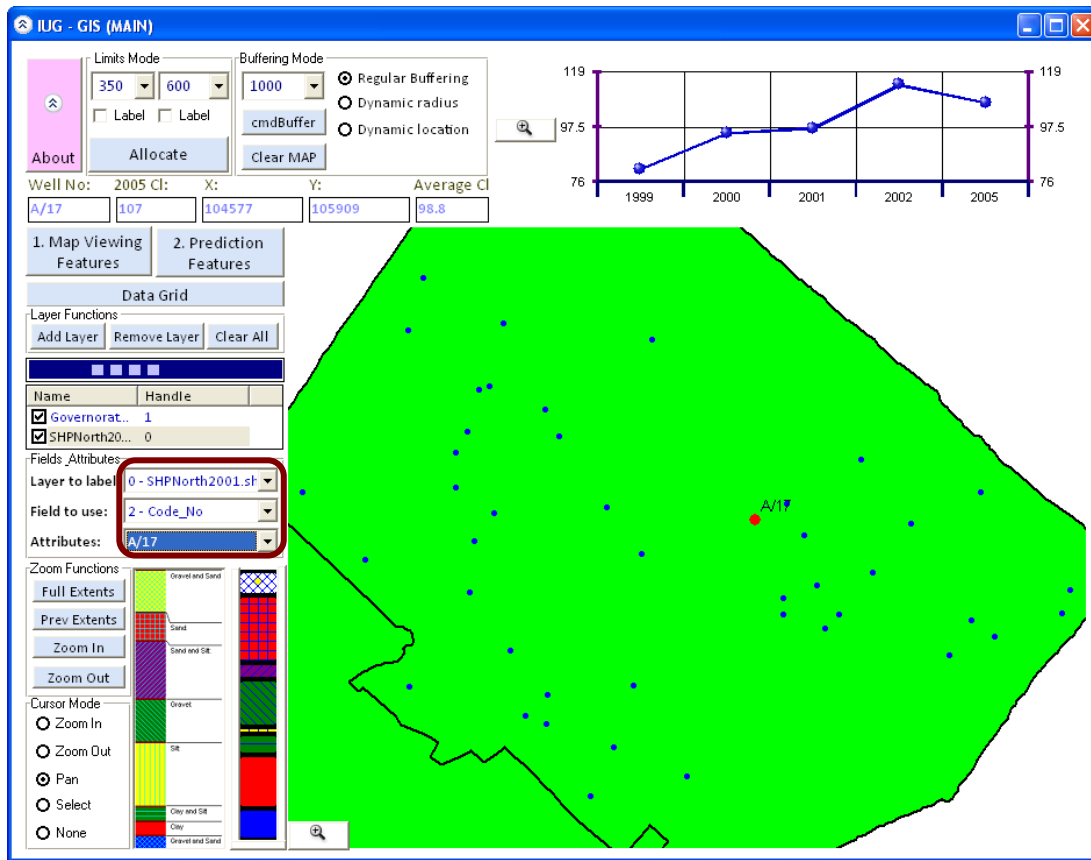 IUG - GIS (MAIN)
Limits Mode
Buffering Mode
350 600
1000
Label Label
cmdBuffer
Regular Buffering
Dynamic radius
Dynamic location
About
Allocate
Clear MAP
119 119
97.5 97.5
76 76
1999 2000 2001 2002 2005
Well No: 2005 Cl: X: Y: Average Cl
A/17 107 104577 105909 98.8
1. Map Viewing
Features
2. Prediction
Features
Data Grid
Layer Functions
Add Layer Remove Layer Clear All
Name Handle
Governorat... 1
SHPNorth20... 0
Fields_Attributes
Layer to label 0 - SHPNorth2001.sh
Field to use: 2 - Code_No
Attributes: A/17
A/17
Zoom Functions
Full Extents
Prev Extents
Zoom In
Zoom Out
Cursor Mode
Zoom In
Zoom Out
Pan
Select
None
Gravel and Sand
Sand
Sand and Silt
Gravel
Silt
Clay and Silt
Clay
Gravel and Sand